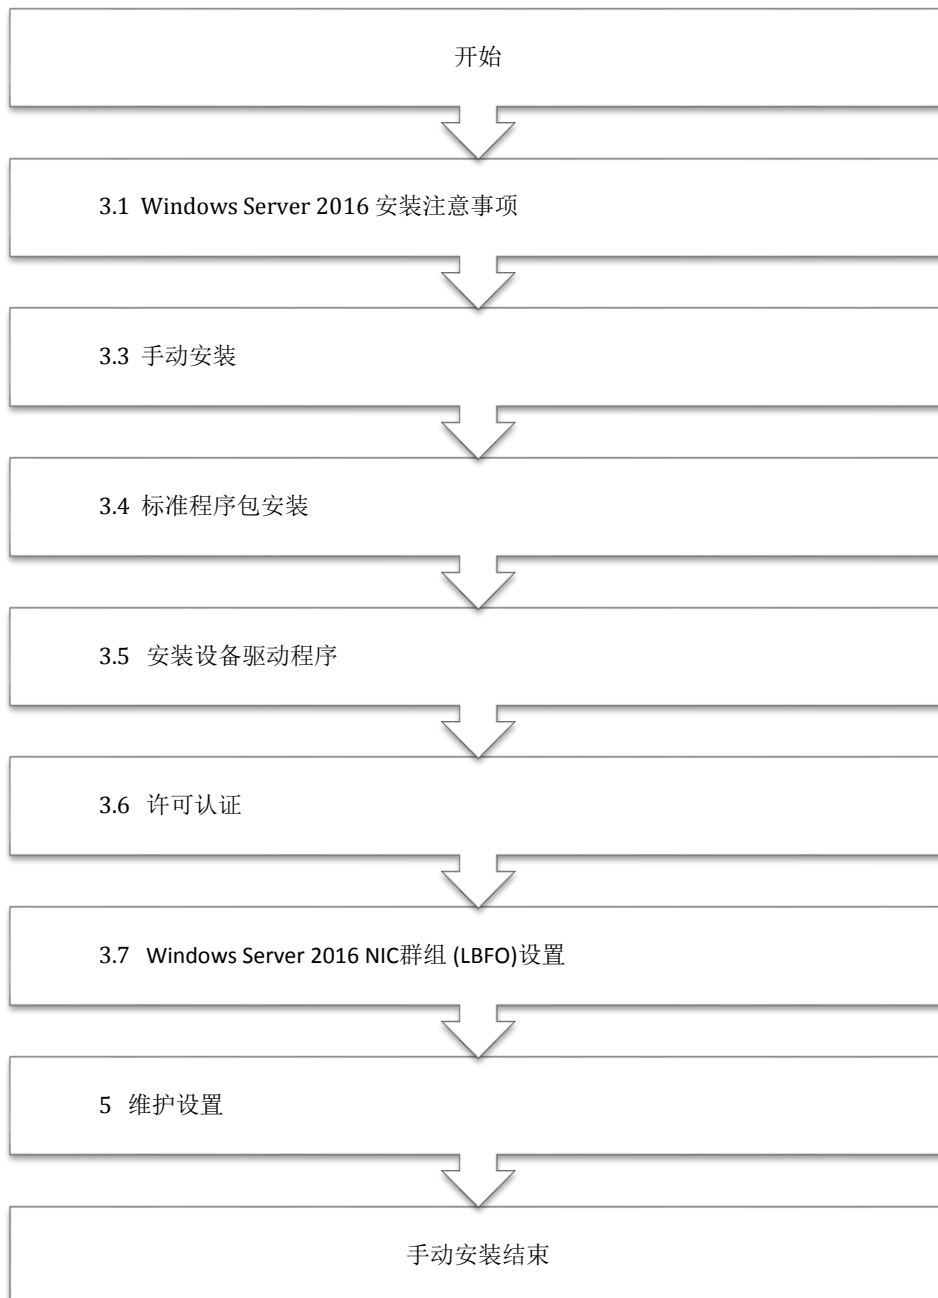 开始
3.1 Windows Server 2016 安装注意事项
3.3 手动安装
3.4 标准程序包安装
3.5 安装设备驱动程序
3.6 许可认证
3.7 Windows Server 2016 NIC群组 (LBFO)设置
5 维护设置
手动安装结束